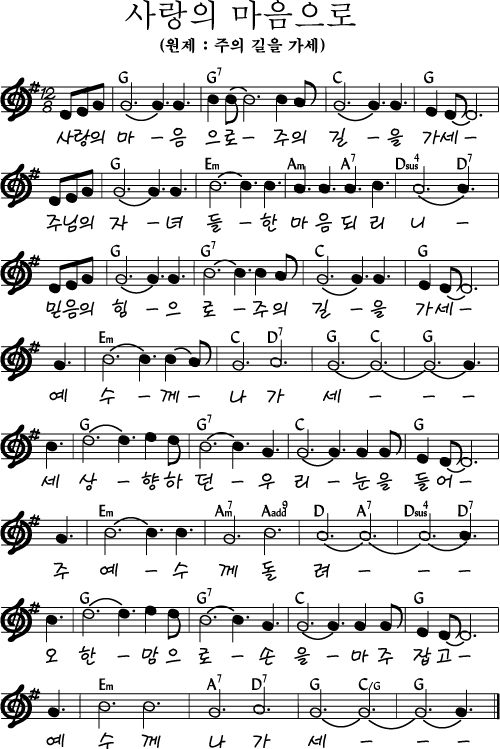 사랑의 마음으로
(원제 : 주의 길을 가세)
G G7 C G
12/8
사랑의 마 - 음 으로 - 주의 길 - 을 가세 -
G Em Am A7 Dsus4 D7
주님의 자 - 녀 들 - 한 마음 되 리 니 -
G G7 C G
믿음의 힘 - 으 로 - 주의 길 - 을 가세 -
Em C D7 G C G
예 수 - 께 - 나 가 세 - - -
G G7 C G
세 상 - 향하 던 - 우 리 - 눈을 들어 -
Em Am7 Aadd9 D A7 Dsus4 D7
주 예 - 수 께 돌 려 - - -
G G7 C G
오 한 - 맘으 로 - 손 을 - 마주 잡고 -
Em A7 D7 G C/G G
예 수 께 나 가 세 - - -